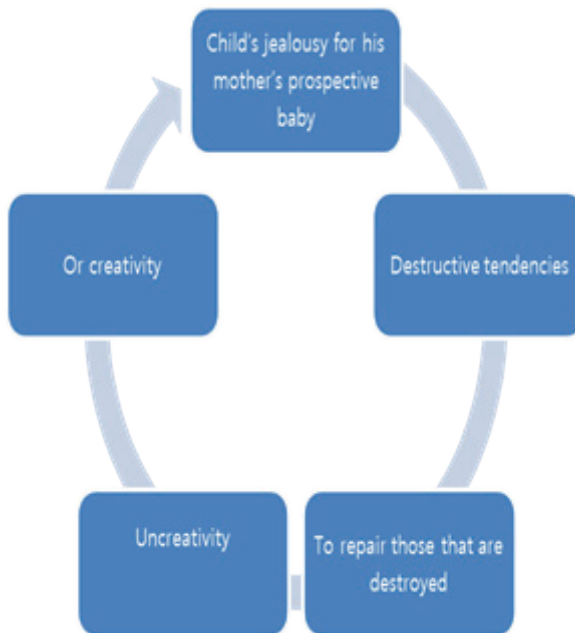 Child's jealousy for his
mother's prospective
baby
Destructive tendencies
To repair those that are
destroyed
Uncreativity
Or creativity